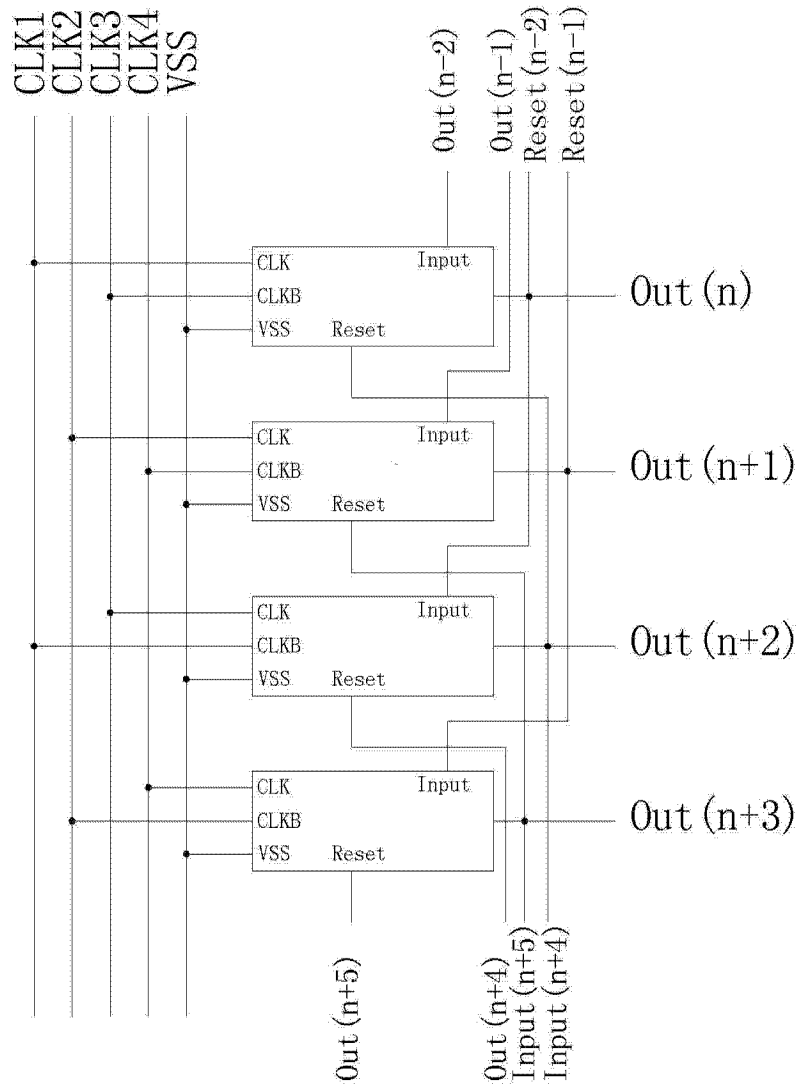 CLK1
CLK2
CLK3
CLK4
VSS
Out(n-2)
Out(n-1)
Reset(n-2)
Reset(n-1)
CLK
Input
CLKB
VSS
Reset
Out(n)
CLK
Input
CLKB
VSS
Reset
Out(n+1)
CLK
Input
CLKB
VSS
Reset
Out(n+2)
CLK
Input
CLKB
VSS
Reset
Out(n+3)
Out(n+5)
Out(n+4)
Input(n+5)
Input(n+4)